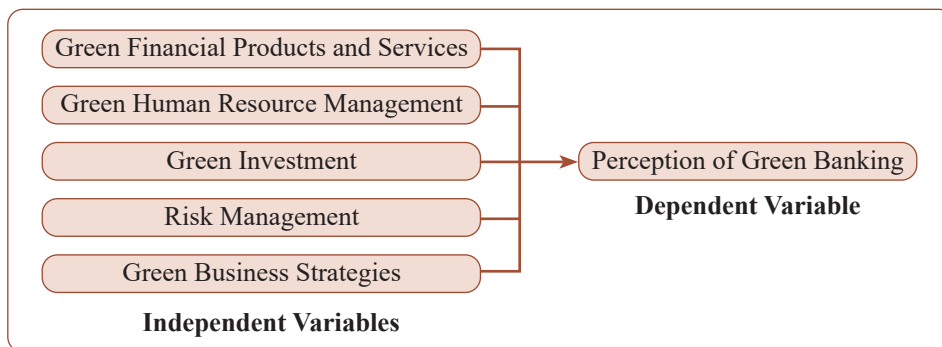 Green Financial Products and Services
Green Human Resource Management
Green Investment
Risk Management
Green Business Strategies
Independent Variables
Perception of Green Banking
Dependent Variable